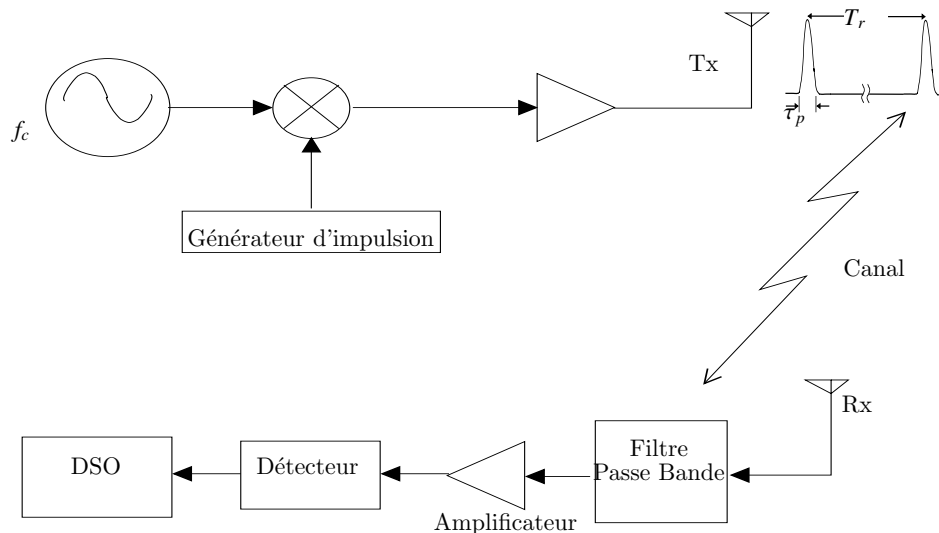 T_r
Tx
τ_p
f_c
Générateur d'impulsion
Canal
Rx
Filtre
Passe Bande
DSO
Détecteur
Amplificateur